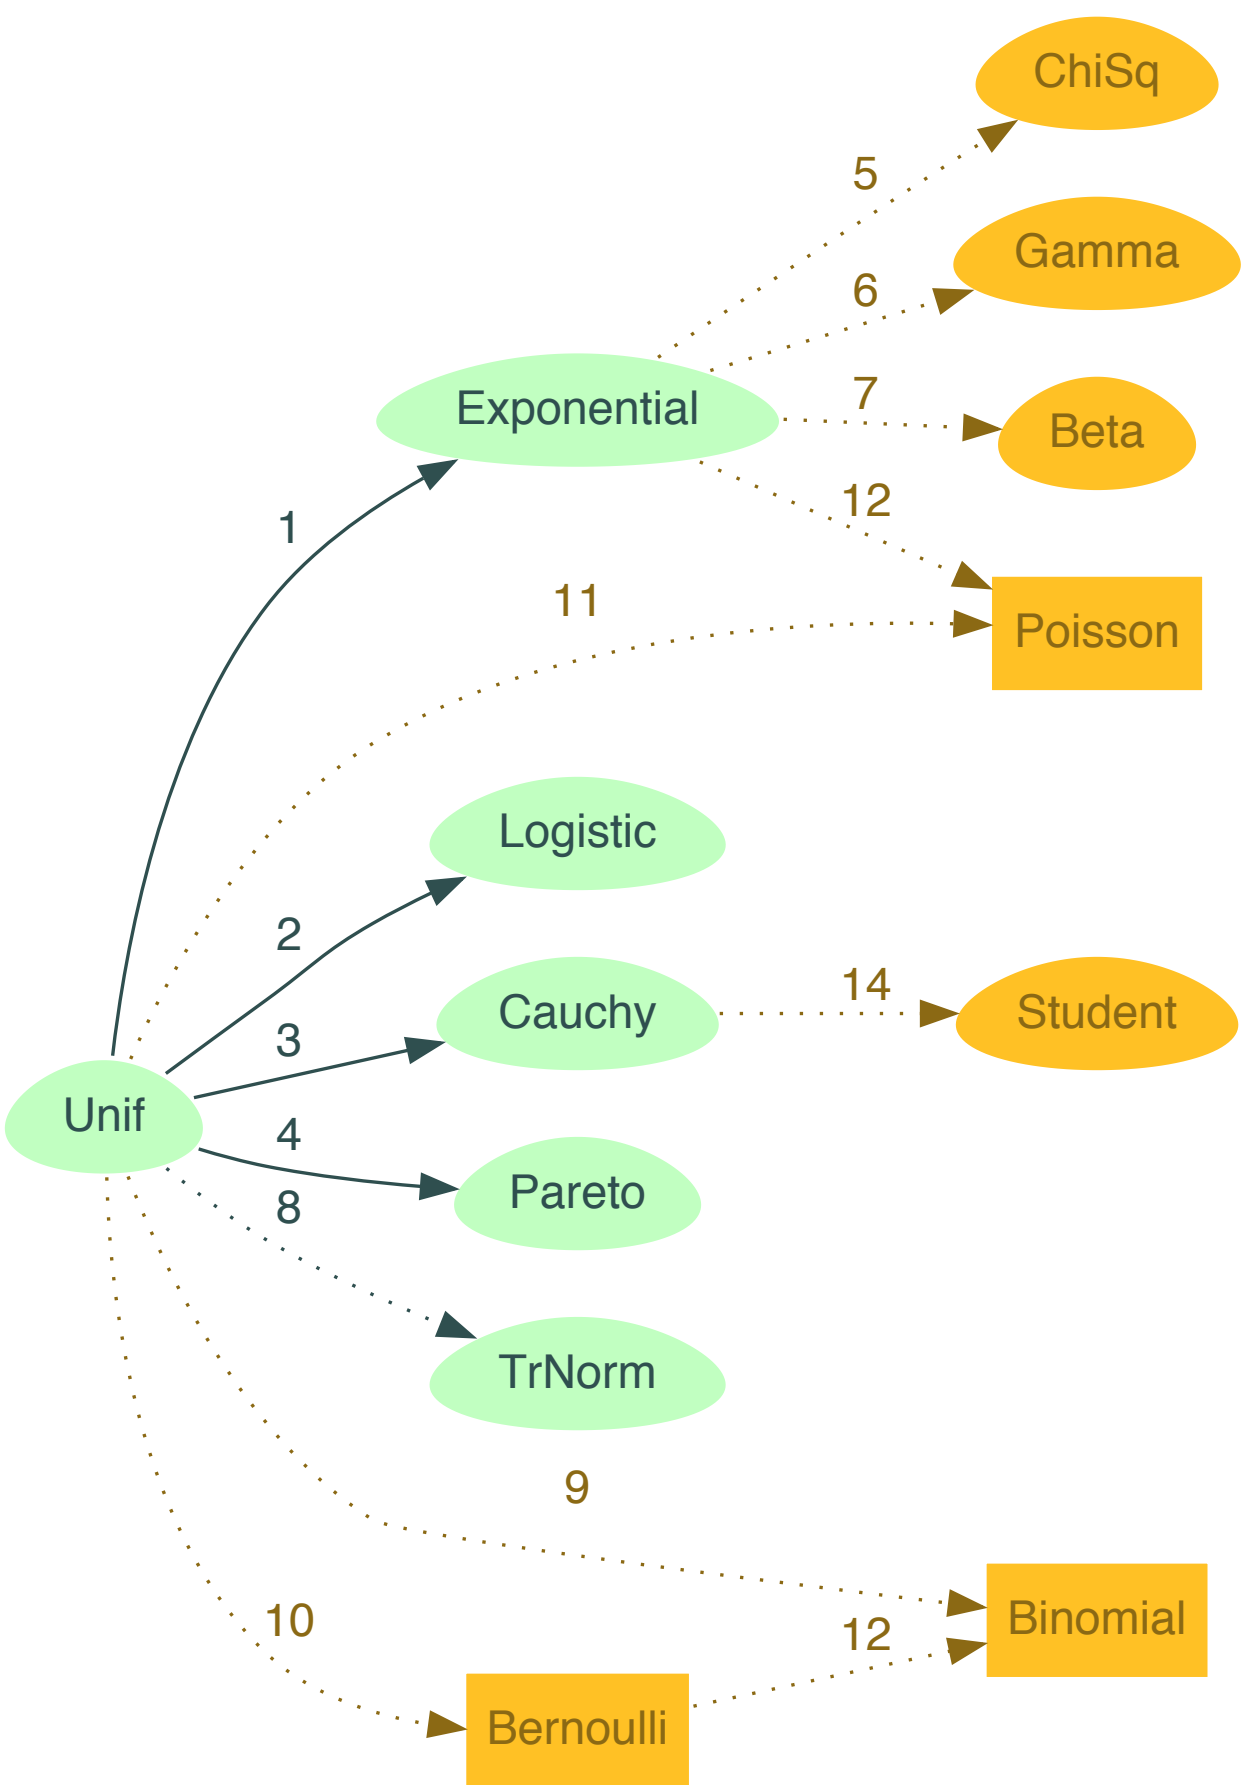 ChiSq
5
Gamma
6
7
Exponential
Beta
12
1
11
Poisson
Logistic
2
14
Cauchy
Student
3
Unif
4
Pareto
8
TrNorm
9
10
12
Binomial
Bernoulli